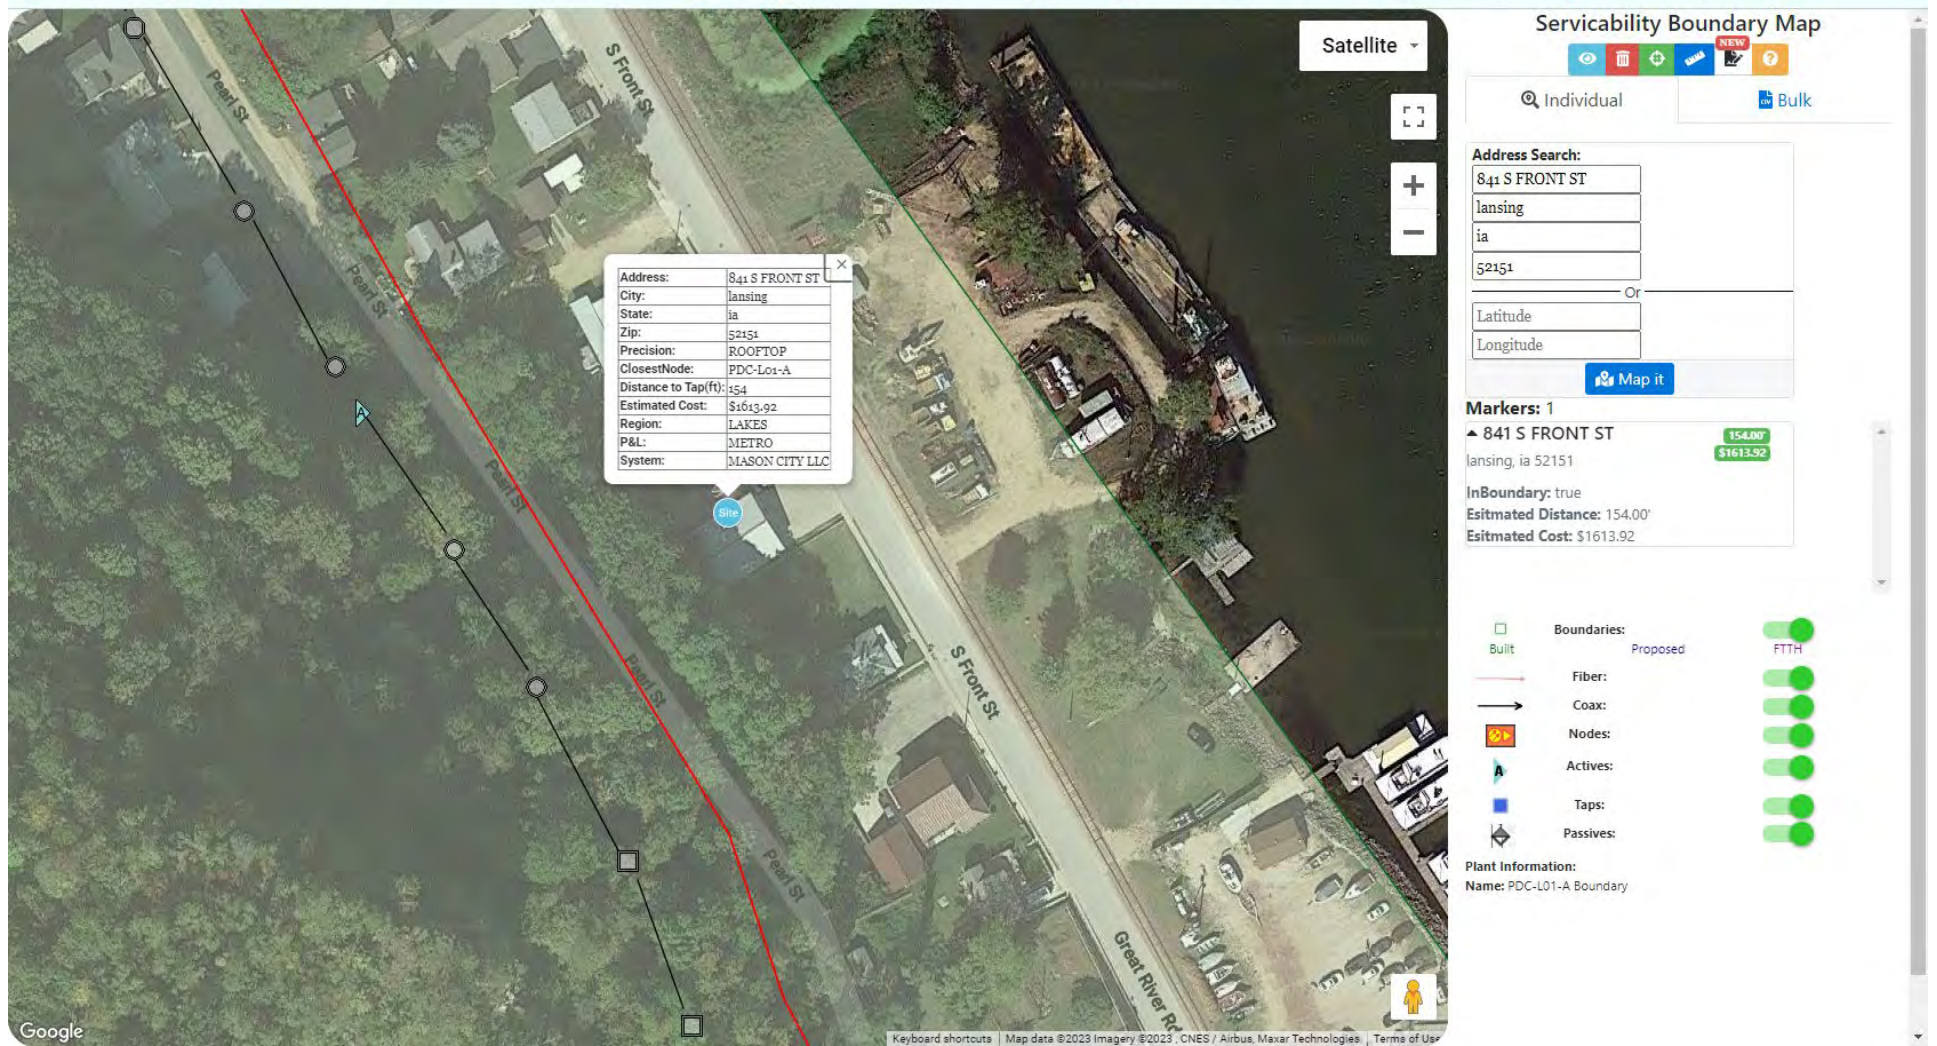 Servicability Boundary Map
NEW
Individual
Bulk
Address Search:
841 S FRONT ST
lansing
ia
52151
Or
Latitude
Longitude
Map it
Markers: 1
841 S FRONT ST
154.00'
lansing, ia 52151
$1613.92
InBoundary: true
Esitmated Distance: 154.00'
Esitmated Cost: $1613.92
Boundaries:
Built
Proposed
FTTH
Fiber:
Coax:
Nodes:
A
Actives:
Taps:
Passives:
Plant Information:
Name: PDC-L01-A Boundary
Satellite
S Front St
Pearl St
Pearl St
Address: 841 S FRONT ST
City: lansing
State: ia
Zip: 52151
Precision: ROOFTOP
ClosestNode: PDC-L01-A
Distance to Tap(ft): 154
Estimated Cost: $1613.92
Region: LAKES
P&L: METRO
System: MASON CITY LLC
A
Site
Pearl St
Pearl St
S Front St
Pearl St
Great River Rd
Google
Keyboard shortcuts
Map data ©2023 Imagery ©2023 , CNES / Airbus, Maxar Technologies
Terms of Use